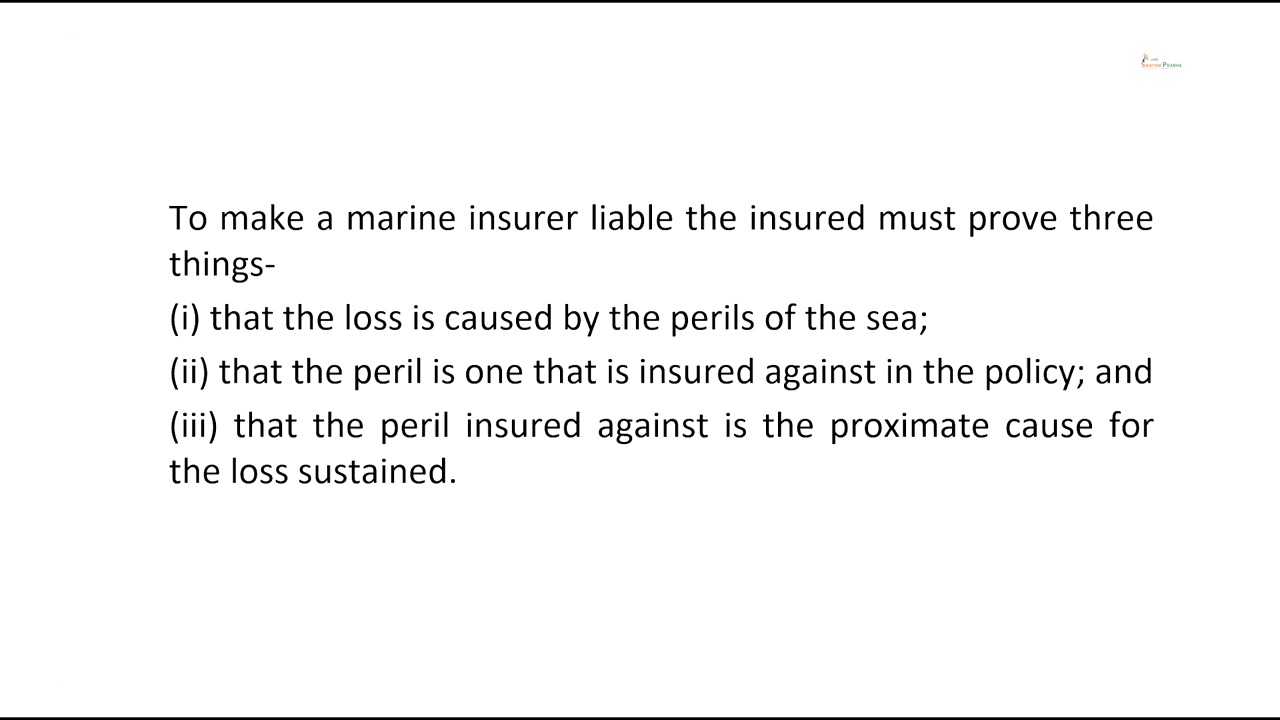 Swayam Prabha
To make a marine insurer liable the insured must prove three
things-
(i) that the loss is caused by the perils of the sea;
(ii) that the peril is one that is insured against in the policy; and
(iii) that the peril insured against is the proximate cause for
the loss sustained.